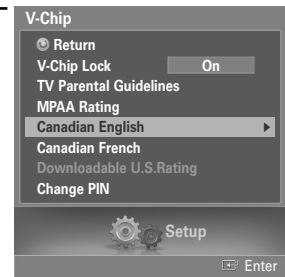 V-Chip
Return
V-Chip Lock On
TV Parental Guidelines
MPAA Rating
Canadian English
Canadian French
Downloadable U.S.Rating
Change PIN
Setup
Enter